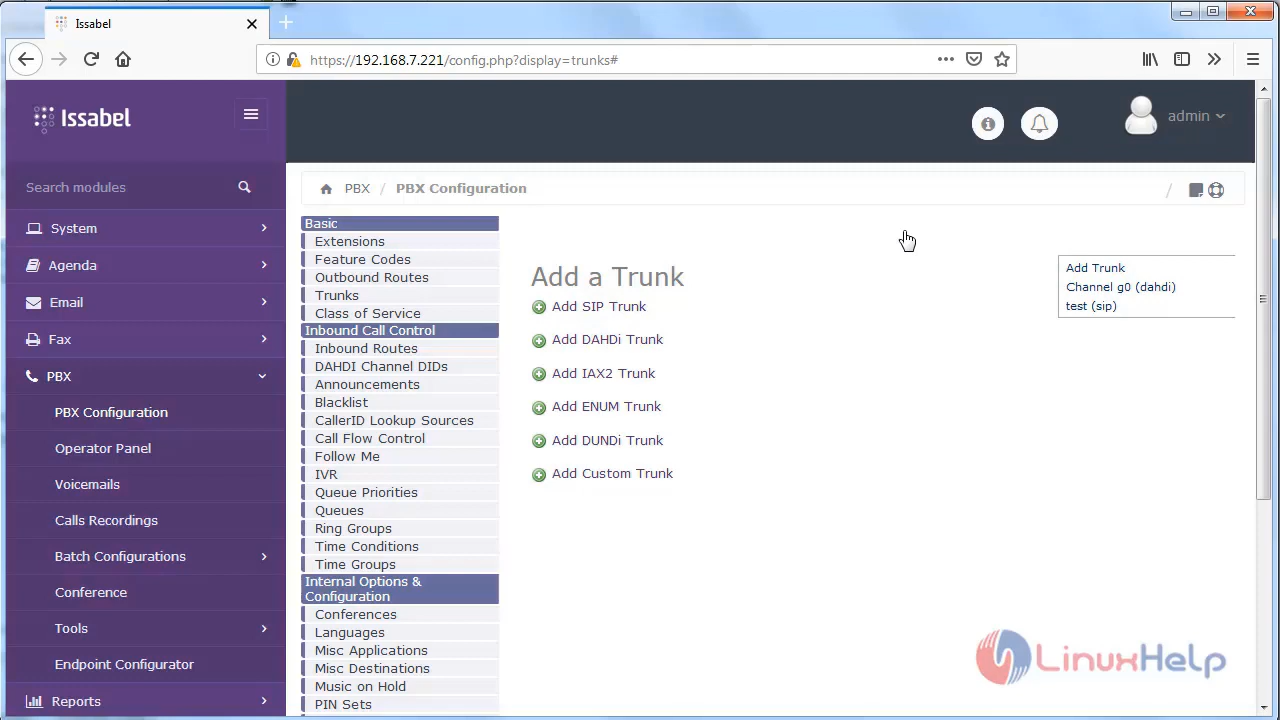 Issabel
https://192.168.7.221/config.php?display=trunks#
Issabel
admin
Search modules
System
Agenda
Email
Fax
PBX
PBX Configuration
Operator Panel
Voicemails
Calls Recordings
Batch Configurations
Conference
Tools
Endpoint Configurator
Reports
PBX / PBX Configuration /
Basic
Extensions
Feature Codes
Outbound Routes
Trunks
Class of Service
Inbound Call Control
Inbound Routes
DAHDI Channel DIDs
Announcements
Blacklist
CallerID Lookup Sources
Call Flow Control
Follow Me
IVR
Queue Priorities
Queues
Ring Groups
Time Conditions
Time Groups
Internal Options &
Configuration
Conferences
Languages
Misc Applications
Misc Destinations
Music on Hold
PIN Sets
Add a Trunk
Add SIP Trunk
Add DAHDi Trunk
Add IAX2 Trunk
Add ENUM Trunk
Add DUNDi Trunk
Add Custom Trunk
Add Trunk
Channel g0 (dahdi)
test (sip)
LinuxHelp